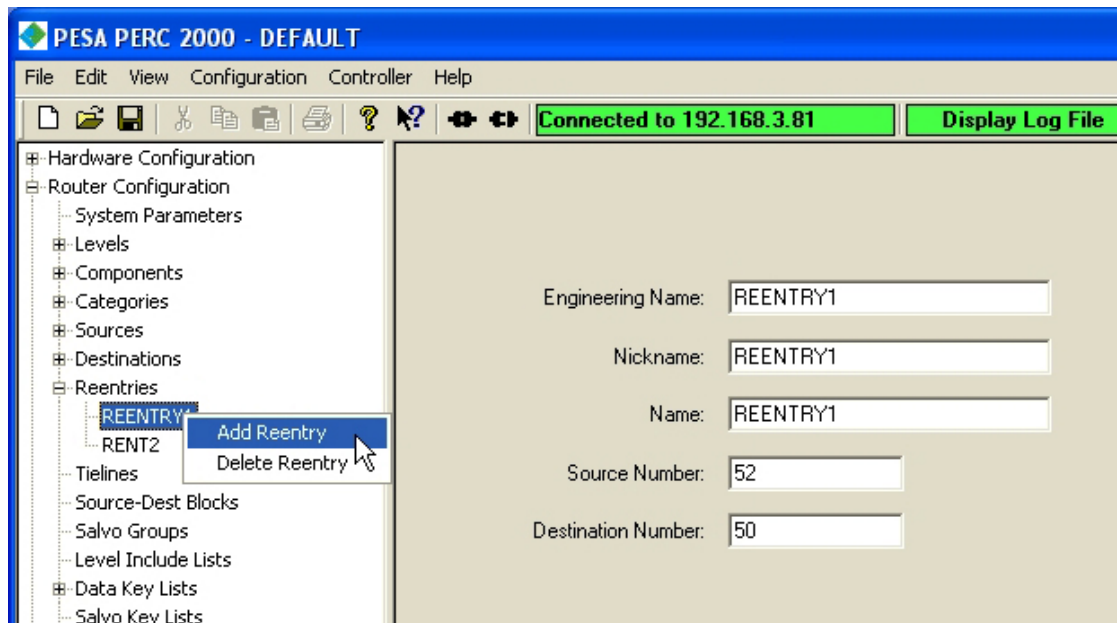 PESA PERC 2000 - DEFAULT
File Edit View Configuration Controller Help
Connected to 192.168.3.81 Display Log File
Hardware Configuration
Router Configuration
System Parameters
Levels
Components
Categories
Sources
Destinations
Reentries
REENTRY1
RENT2
Tielines
Source-Dest Blocks
Salvo Groups
Level Include Lists
Data Key Lists
Salvo Key Lists
Add Reentry
Delete Reentry
Engineering Name: REENTRY1
Nickname: REENTRY1
Name: REENTRY1
Source Number: 52
Destination Number: 50